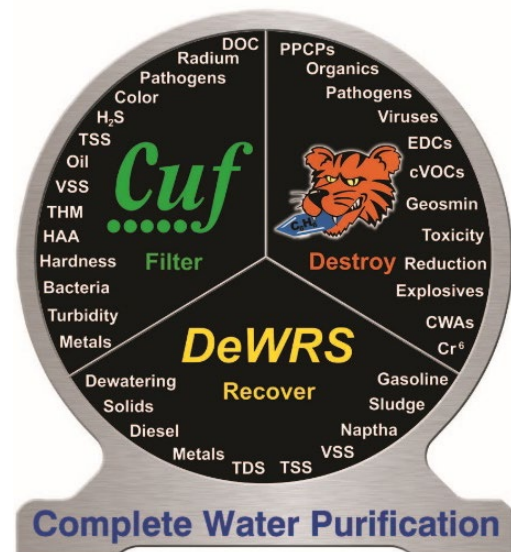 DOC
Radium
Pathogens
Color
H₂S
TSS
Oil
VSS
THM
HAA
Hardness
Bacteria
Turbidity
Metals
Cuf
Filter
PPCPs
Organics
Pathogens
Viruses
EDCs
cVOCs
Geosmin
Toxicity
Reduction
Explosives
CWAs
Cr⁶
Destroy
DeWRS
Recover
Dewatering
Solids
Diesel
Metals
TDS
TSS
VSS
Naptha
Sludge
Gasoline
Complete Water Purification